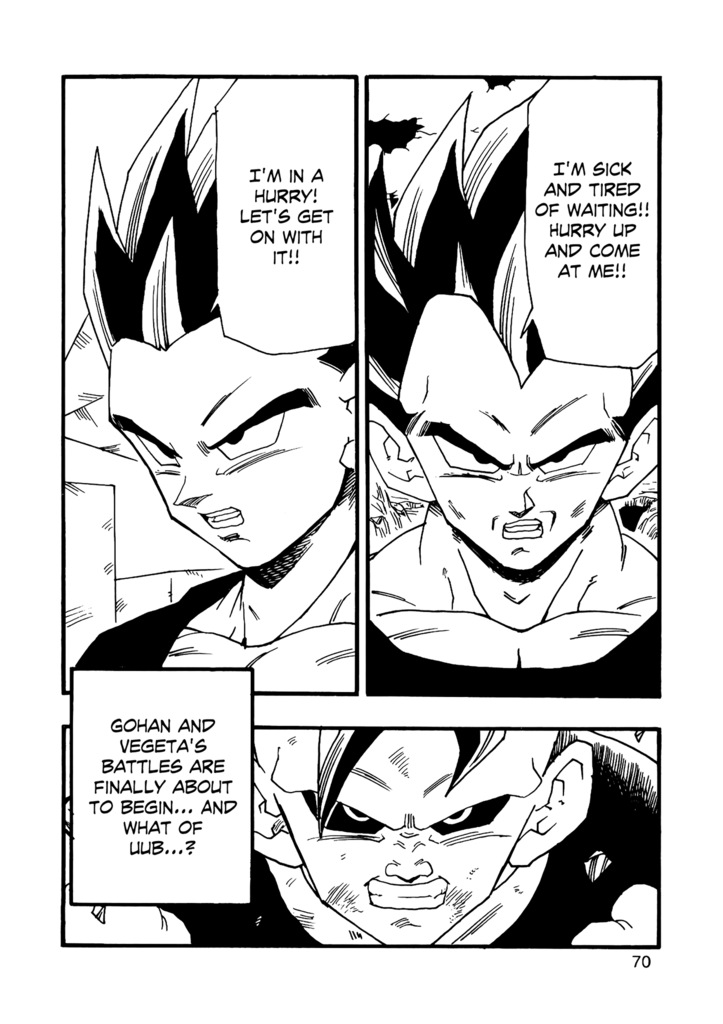 I'M SICK
AND TIRED
OF WAITING!!
HURRY UP
AND COME
AT ME!!
I'M IN A
HURRY!
LET'S GET
ON WITH
IT!!
GOHAN AND
VEGETA'S
BATTLES ARE
FINALLY ABOUT
TO BEGIN... AND
WHAT OF
UUB...?
70